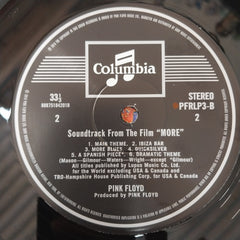 Columbia
33⅓
STEREO
PFRLP3-B
2
2
Soundtrack From The Film "MORE"
1. MAIN THEME. 2. IBIZA BAR
3. MORE BLUES 4. QUICKSILVER
5. A SPANISH PIECE*. 6. DRAMATIC THEME
(Mason—Gilmour—Waters—Wright—except *Gilmour)
All titles published by Lupus Music Co. Ltd.
for the World excluding USA & Canada and
TRO-Hampshire House Publishing Corp. for USA & Canada
PINK FLOYD
Produced by PINK FLOYD